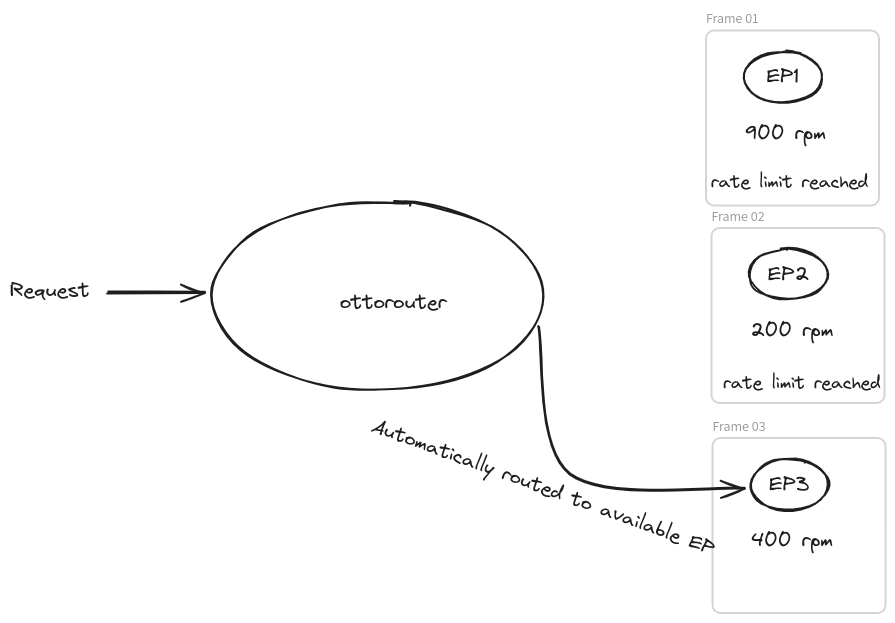 Frame 01
EP1
900 rpm
rate limit reached
Frame 02
EP2
200 rpm
rate limit reached
Request
ottorouter
Automatically routed to available EP
Frame 03
EP3
400 rpm